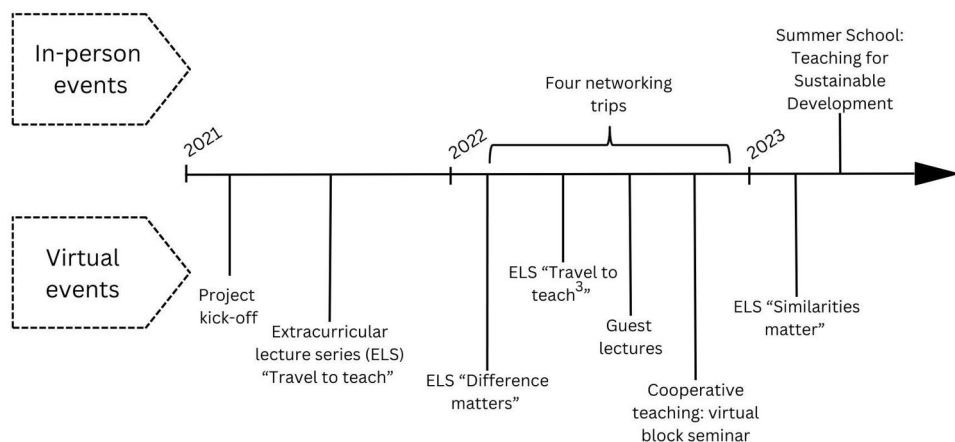 In-person
events
Summer School:
Teaching for
Sustainable
Development
Four networking
trips
2021
2022
2023
Virtual
events
Project
kick-off
Extracurricular
lecture series (ELS)
“Travel to teach”
ELS “Difference
matters”
ELS “Travel to
teach³”
Guest
lectures
Cooperative
teaching: virtual
block seminar
ELS “Similarities
matter”